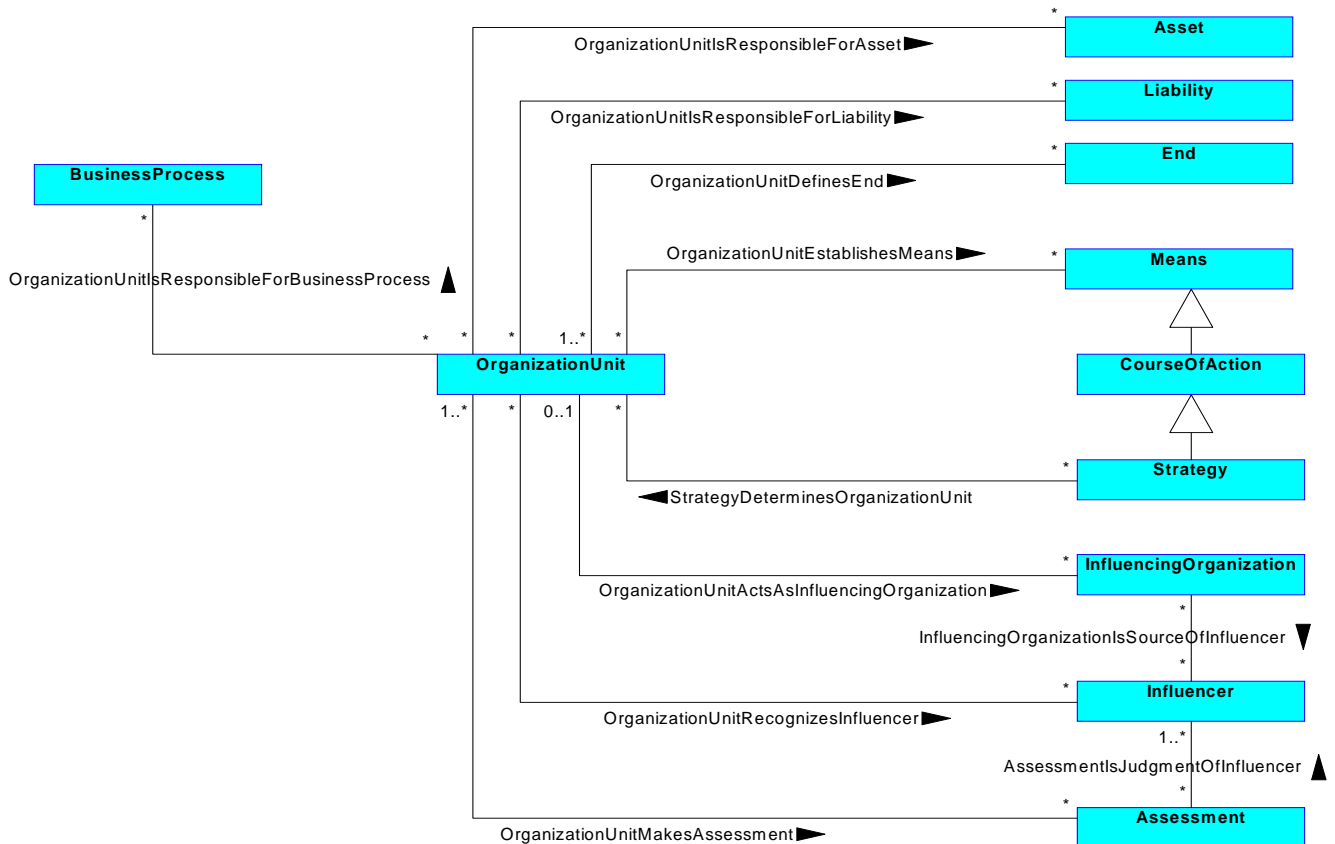 *
*
Asset
OrganizationUnitIsResponsibleForAsset
*
Liability
OrganizationUnitIsResponsibleForLiability
*
End
OrganizationUnitDefinesEnd
BusinessProcess
*
OrganizationUnitEstablishesMeans
*
Means
OrganizationUnitIsResponsibleForBusinessProcess
*
*
*
1..*
*
OrganizationUnit
CourseOfAction
1..*
*
0..1
*
*
Strategy
StrategyDeterminesOrganizationUnit
*
InfluencingOrganization
OrganizationUnitActsAsInfluencingOrganization
*
InfluencingOrganizationIsSourceOfInfluencer
*
*
Influencer
OrganizationUnitRecognizesInfluencer
1..*
AssessmentIsJudgmentOfInfluencer
*
*
Assessment
OrganizationUnitMakesAssessment